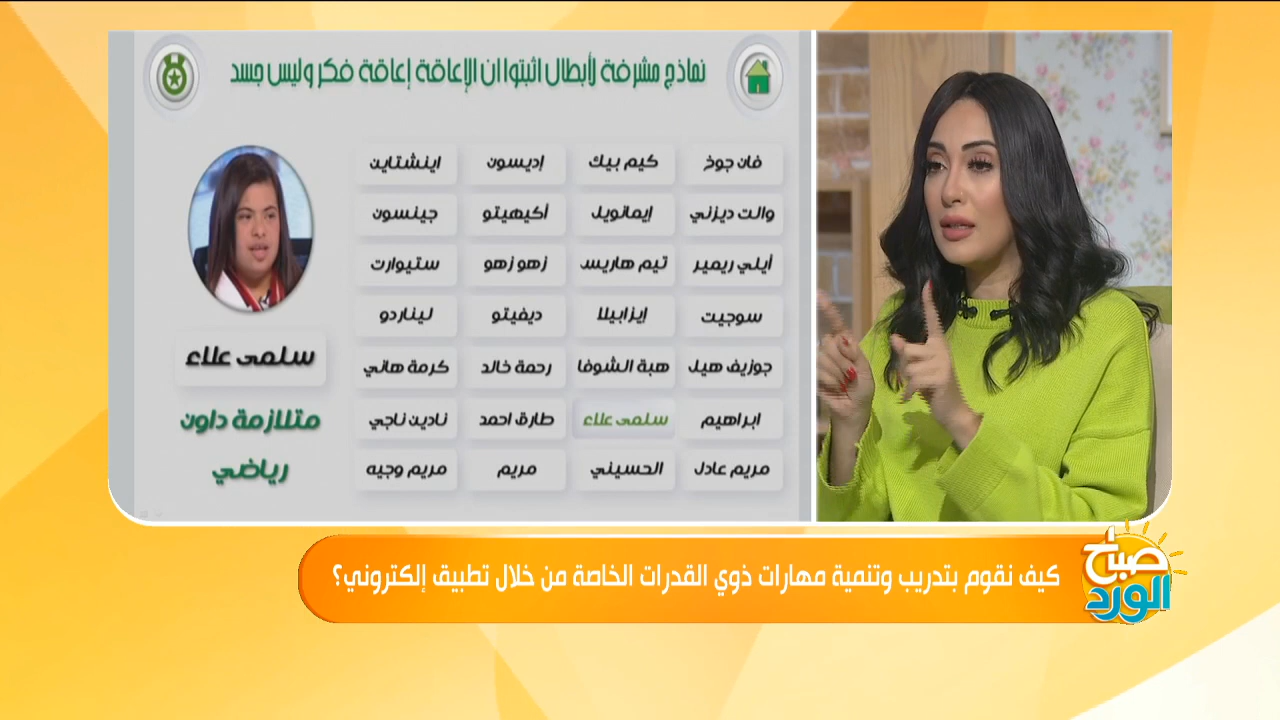 نماذج مشرفة لأبطال اثبتوا ان الإعاقة إعاقة فكر وليس جسد
فان جوخ كيم بيك إديسون اينشتاين
والت ديزني إيمانويل أكيهيتو جينسون
أيلي ريمير تيم هاريس زهو زهو ستيوارت
سوجيت إيزابيلا ديفيتو ليناردو
جوزيف هيل هبة الشوفا رحمة خالد كرمة هاني
ابراهيم سلمى علاء طارق احمد نادين ناجي
مريم عادل الحسيني مريم مريم وجيه
سلمى علاء
متلازمة داون
رياضي
كيف نقوم بتدريب وتنمية مهارات ذوي القدرات الخاصة من خلال تطبيق إلكتروني؟
صباح
الورد